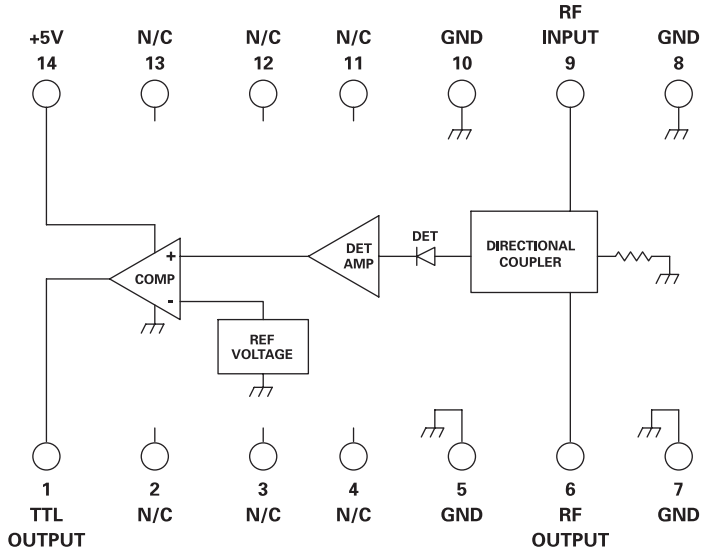 RF
+5V N/C N/C N/C GND INPUT GND
14 13 12 11 10 9 8
DET
DET
AMP
DIRECTIONAL
COUPLER
+
COMP
-
REF
VOLTAGE
1 2 3 4 5 6 7
TTL N/C N/C N/C GND RF GND
OUTPUT OUTPUT